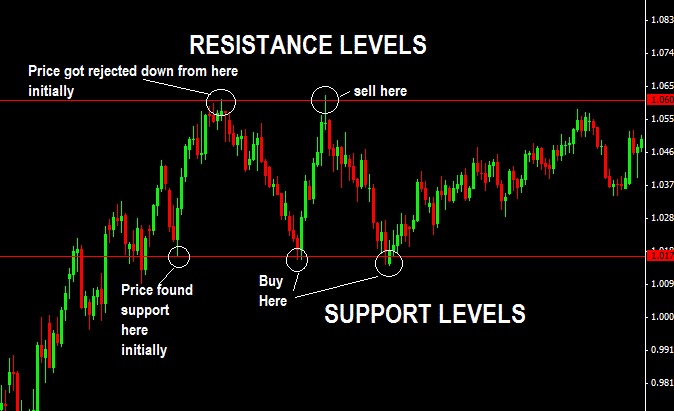 RESISTANCE LEVELS
Price got rejected down from here
initially
sell here
Price found
support
here
initially
Buy
Here
SUPPORT LEVELS
1.083
1.074
1.065
1.060
1.055
1.046
1.037
1.028
1.017
1.009
1.000
0.991
0.981